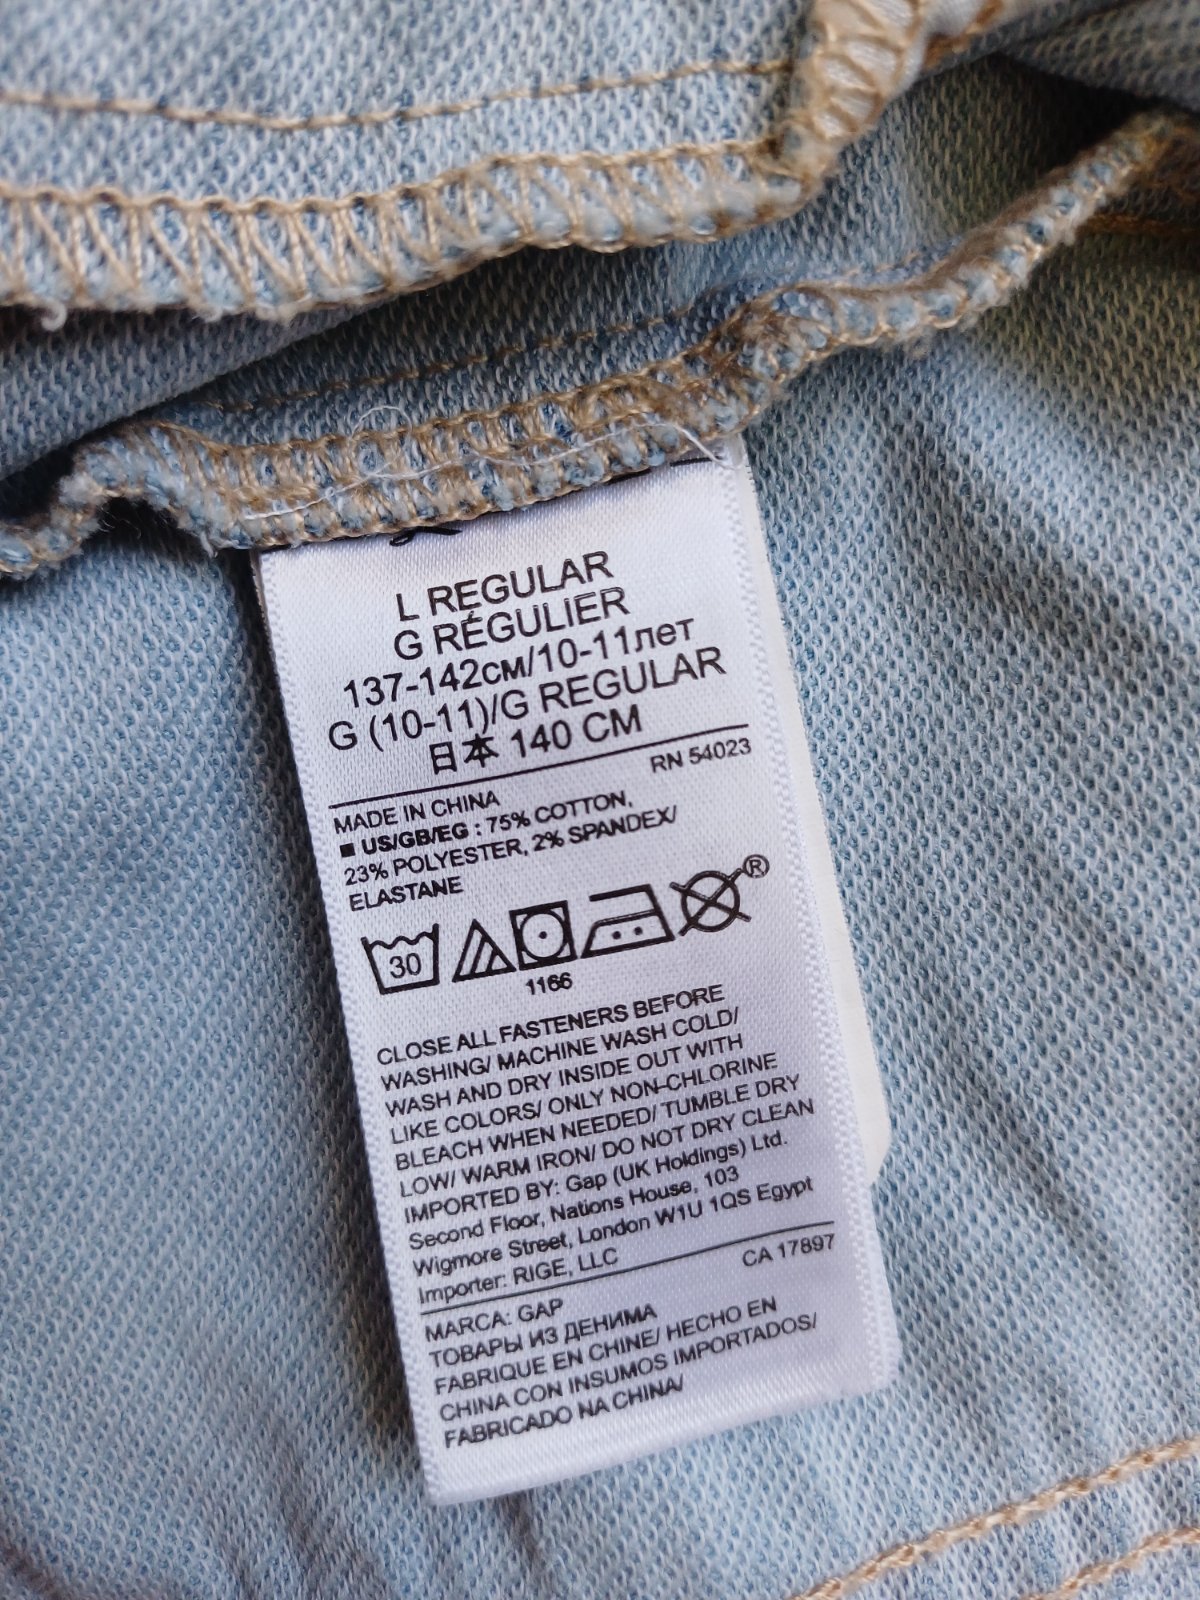 L REGULAR
G RÉGULIER
137-142см/10-11лет
G (10-11)/G REGULAR
日本 140 CM
RN 54023
MADE IN CHINA
■ US/GB/EG : 75% COTTON,
23% POLYESTER, 2% SPANDEX/
ELASTANE
30
®
1166
CLOSE ALL FASTENERS BEFORE
WASHING/ MACHINE WASH COLD/
WASH AND DRY INSIDE OUT WITH
LIKE COLORS/ ONLY NON-CHLORINE
BLEACH WHEN NEEDED/ TUMBLE DRY
LOW/ WARM IRON/ DO NOT DRY CLEAN
IMPORTED BY: Gap (UK Holdings) Ltd.
Second Floor, Nations House, 103
Wigmore Street, London W1U 1QS Egypt
Importer: RIGE, LLC
CA 17897
MARCA: GAP
ТОВАРЫ ИЗ ДЕНИМА
FABRIQUE EN CHINE/ HECHO EN
CHINA CON INSUMOS IMPORTADOS/
FABRICADO NA CHINA/